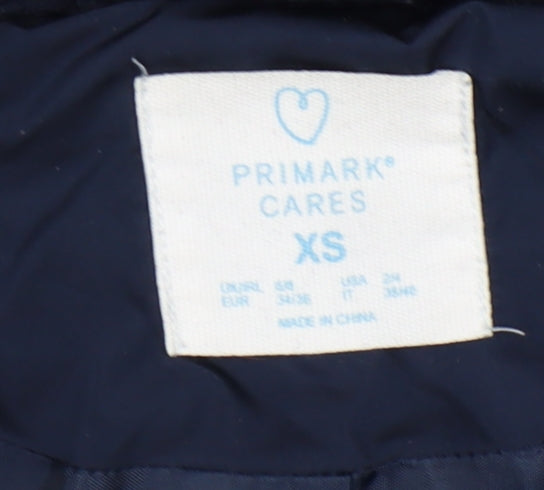 PRIMARK®
CARES
XS
UK/IRL 6/8 USA 2/4
EUR 34/36 IT 38/40
MADE IN CHINA